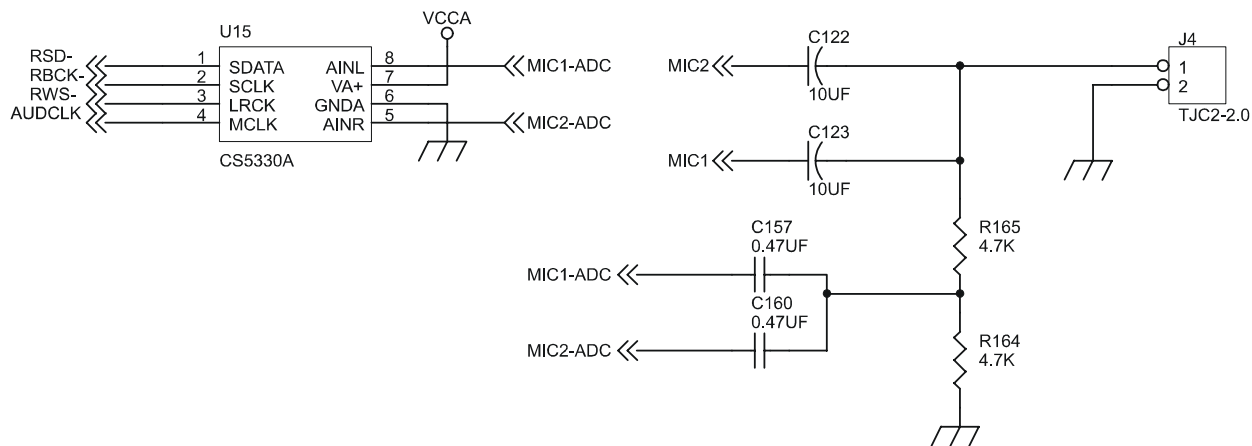 U15
VCCA
RSD-
RBCK-
RWS-
AUDCLK
1 SDATA AINL 8
2 SCLK VA+ 7
3 LRCK GNDA 6
4 MCLK AINR 5
CS5330A
MIC1-ADC
MIC2-ADC
MIC2
C122
10UF
MIC1
C123
10UF
J4
1
2
TJC2-2.0
R165
4.7K
C157
0.47UF
MIC1-ADC
C160
0.47UF
MIC2-ADC
R164
4.7K